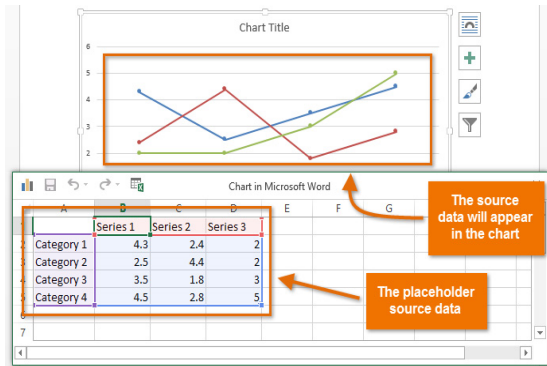 Chart Title
6
5
4
3
2
Chart in Microsoft Word
The source
data will appear
in the chart
A B C D E F G
1 Series 1 Series 2 Series 3
2 Category 1 4.3 2.4 2
3 Category 2 2.5 4.4 2
4 Category 3 3.5 1.8 3
5 Category 4 4.5 2.8 5
6
7
The placeholder
source data